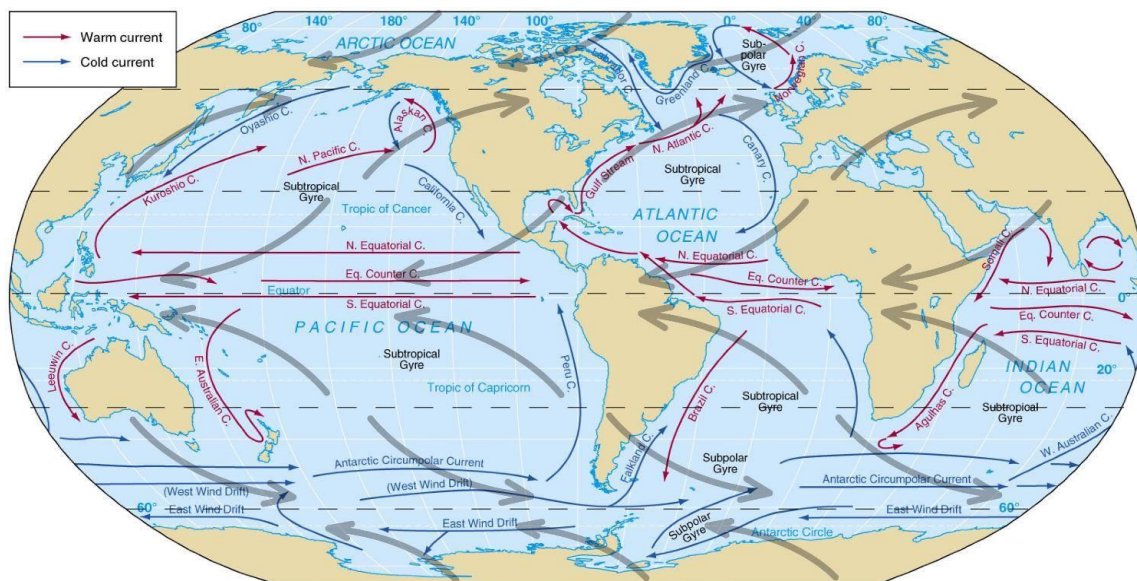 Warm current
Cold current
80°
140°
180°
140°
100°
0°
40°
80°
ARCTIC OCEAN
Labrador C.
Greenland C.
Sub-
polar
Gyre
Norwegian C.
60°
Oyashio C.
Alaskan C.
N. Pacific C.
N. Atlantic C.
Canary C.
Kuroshio C.
Subtropical
Gyre
California C.
Gulf Stream
Subtropical
Gyre
Tropic of Cancer
ATLANTIC
OCEAN
Somali C.
N. Equatorial C.
N. Equatorial C.
Eq. Counter C.
Eq. Counter C.
N. Equatorial C.
Equator
0°
S. Equatorial C.
S. Equatorial C.
Eq. Counter C.
PACIFIC OCEAN
S. Equatorial C.
Leeuwin C.
E. Australian C.
Subtropical
Gyre
Peru C.
INDIAN
OCEAN
20°
Tropic of Capricorn
Brazil C.
Subtropical
Gyre
Agulhas C.
Subtropical
Gyre
Falkland C.
W. Australian C.
Antarctic Circumpolar Current
Subpolar
Gyre
(West Wind Drift)
(West Wind Drift)
Antarctic Circumpolar Current
60°
East Wind Drift
East Wind Drift
East Wind Drift
60°
Subpolar
Gyre
Antarctic Circle